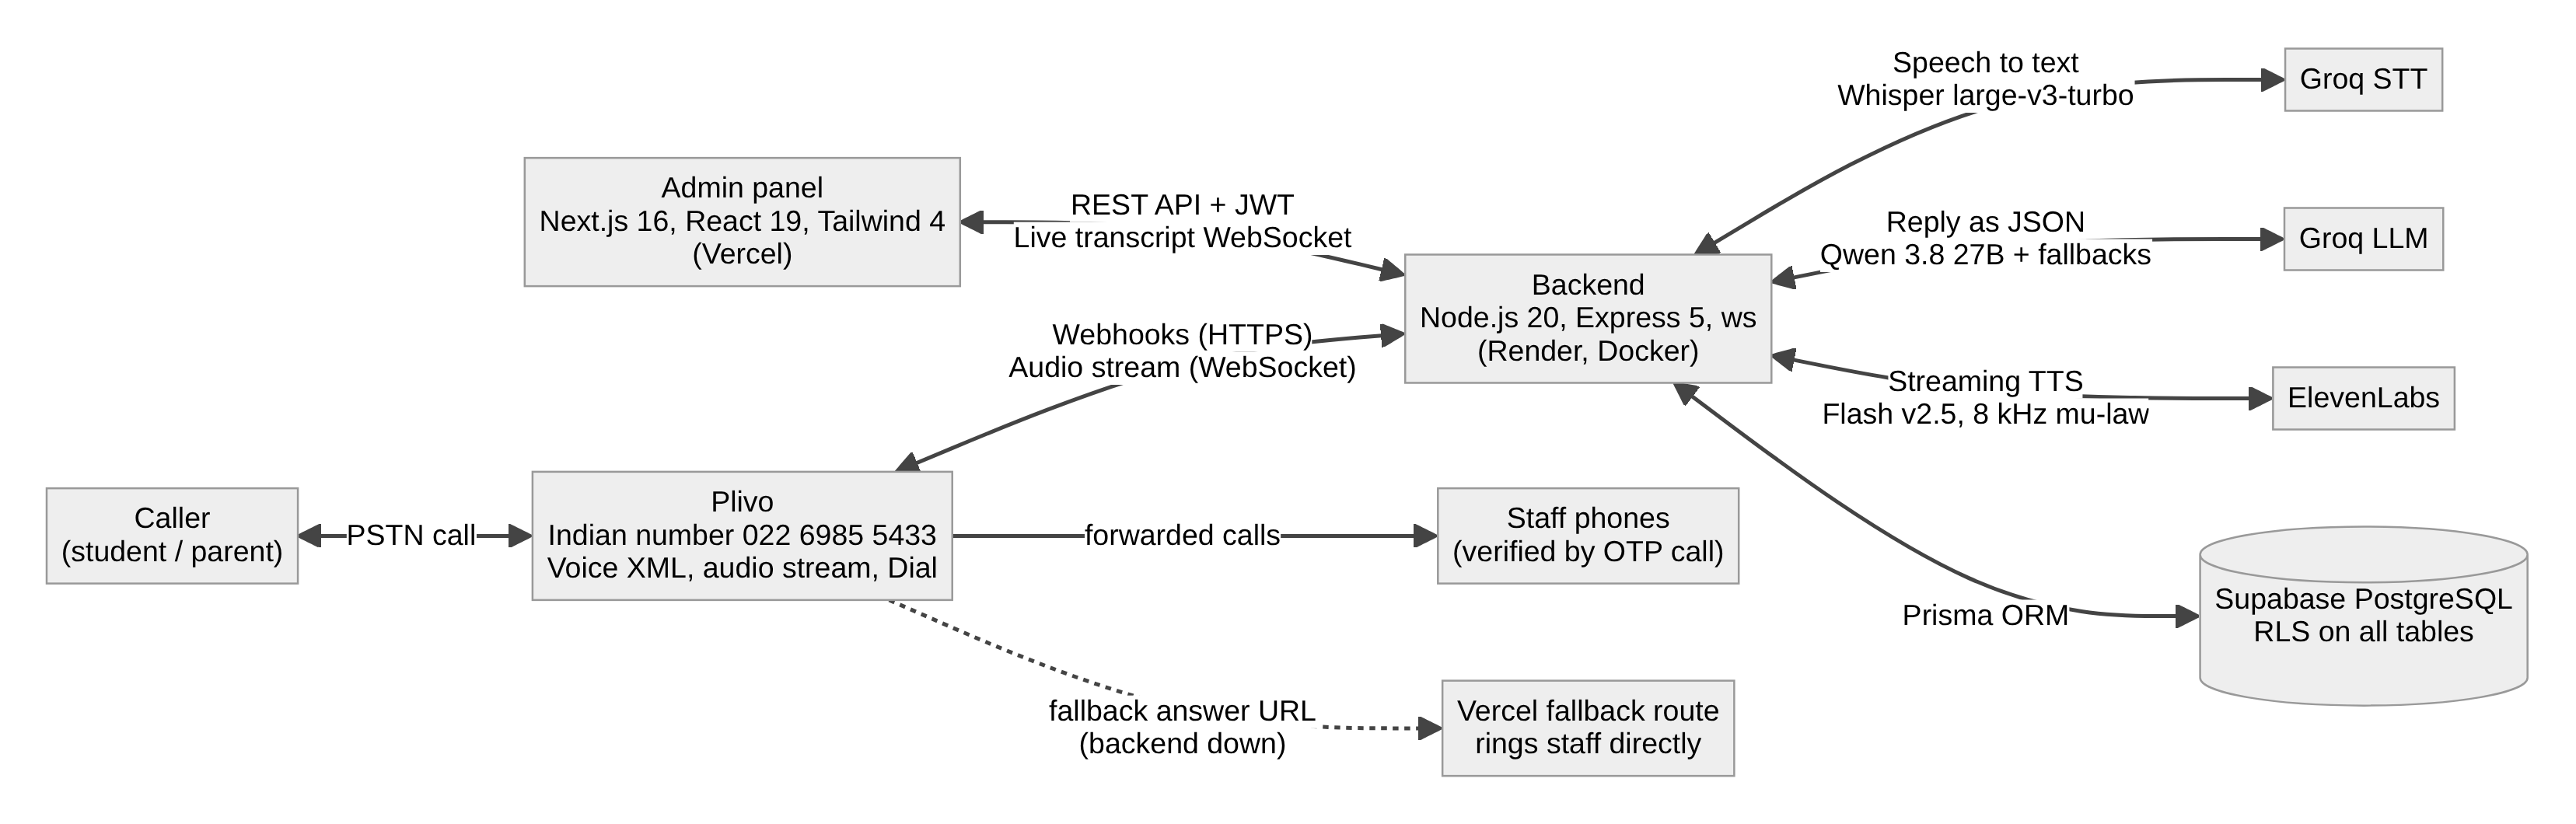 Speech to text
Whisper large-v3-turbo
Groq STT
Admin panel
Next.js 16, React 19, Tailwind 4
(Vercel)
REST API + JWT
Live transcript WebSocket
Reply as JSON
Qwen 3.8 27B + fallbacks
Groq LLM
Backend
Node.js 20, Express 5, ws
(Render, Docker)
Webhooks (HTTPS)
Audio stream (WebSocket)
Streaming TTS
Flash v2.5, 8 kHz mu-law
ElevenLabs
Caller
(student / parent)
PSTN call
Plivo
Indian number 022 6985 5433
Voice XML, audio stream, Dial
forwarded calls
Staff phones
(verified by OTP call)
Prisma ORM
Supabase PostgreSQL
RLS on all tables
fallback answer URL
(backend down)
Vercel fallback route
rings staff directly